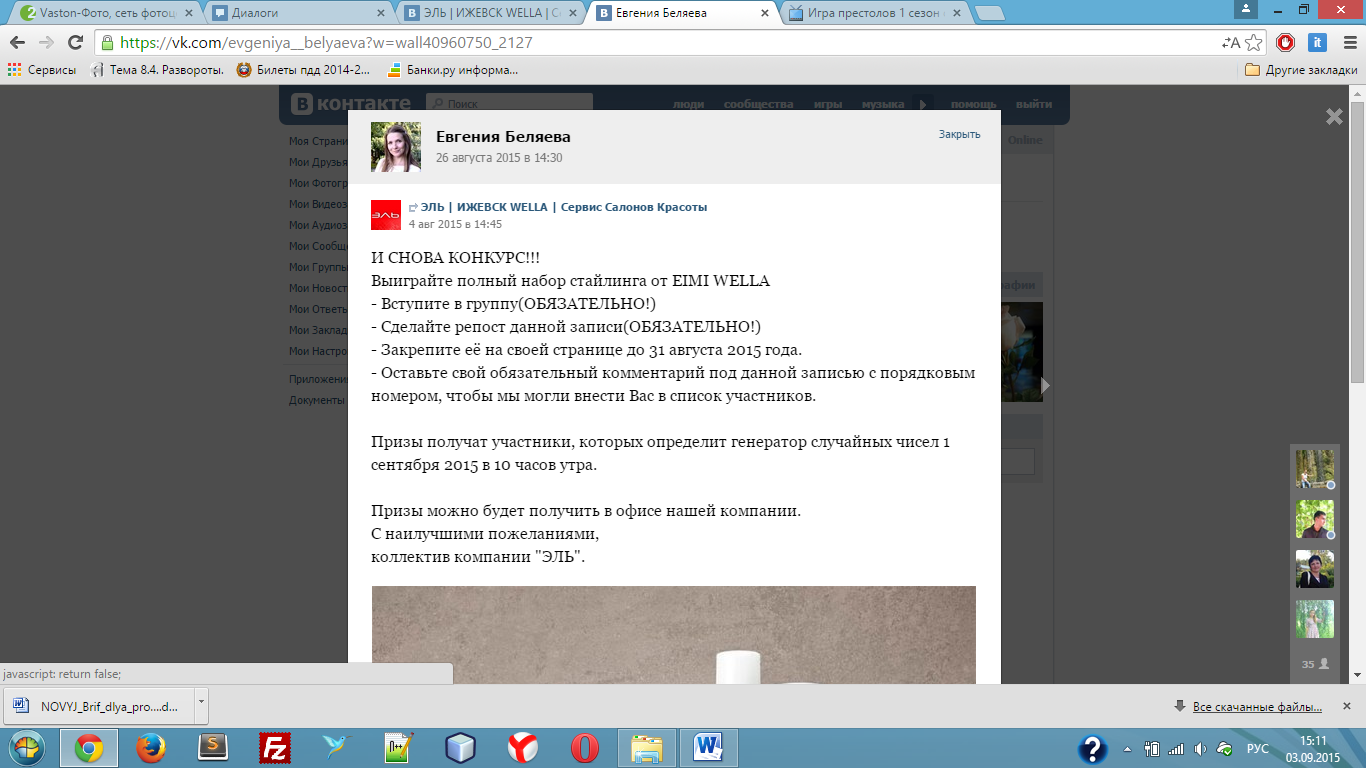 Vaston-Фото, сеть фотоц
Диалоги
ЭЛЬ | ИЖЕВСК WELLA | С
Евгения Беляева
Игра престолов 1 сезон
https://vk.com/evgeniya__belyaeva?w=wall40960750_2127
Сервисы
Тема 8.4. Развороты.
Билеты пдд 2014-2...
Банки.ру информа...
Другие закладки
В контакте
Поиск
люди
сообщества
игры
музыка
помощь
выйти
Моя Страни
Мои Друзья
Мои Фотогр
Мои Видеоз
Мои Аудиоз
Мои Сообще
Мои Группы
Мои Новост
Мои Ответы
Мои Заклад
Мои Настро
Приложения
Документы
Online
Евгения Беляева
26 августа 2015 в 14:30
Закрыть
ЭЛЬ
ЭЛЬ | ИЖЕВСК WELLA | Сервис Салонов Красоты
4 авг 2015 в 14:45
И СНОВА КОНКУРС!!!
Выиграйте полный набор стайлинга от EIMI WELLA
- Вступите в группу(ОБЯЗАТЕЛЬНО!)
- Сделайте репост данной записи(ОБЯЗАТЕЛЬНО!)
- Закрепите её на своей странице до 31 августа 2015 года.
- Оставьте свой обязательный комментарий под данной записью с порядковым
номером, чтобы мы могли внести Вас в список участников.
Призы получат участники, которых определит генератор случайных чисел 1
сентября 2015 в 10 часов утра.
Призы можно будет получить в офисе нашей компании.
С наилучшими пожеланиями,
коллектив компании "ЭЛЬ".
35
javascript: return false;
NOVYJ_Brif_dlya_pro....d...
Все скачанные файлы...
РУС
15:11
03.09.2015